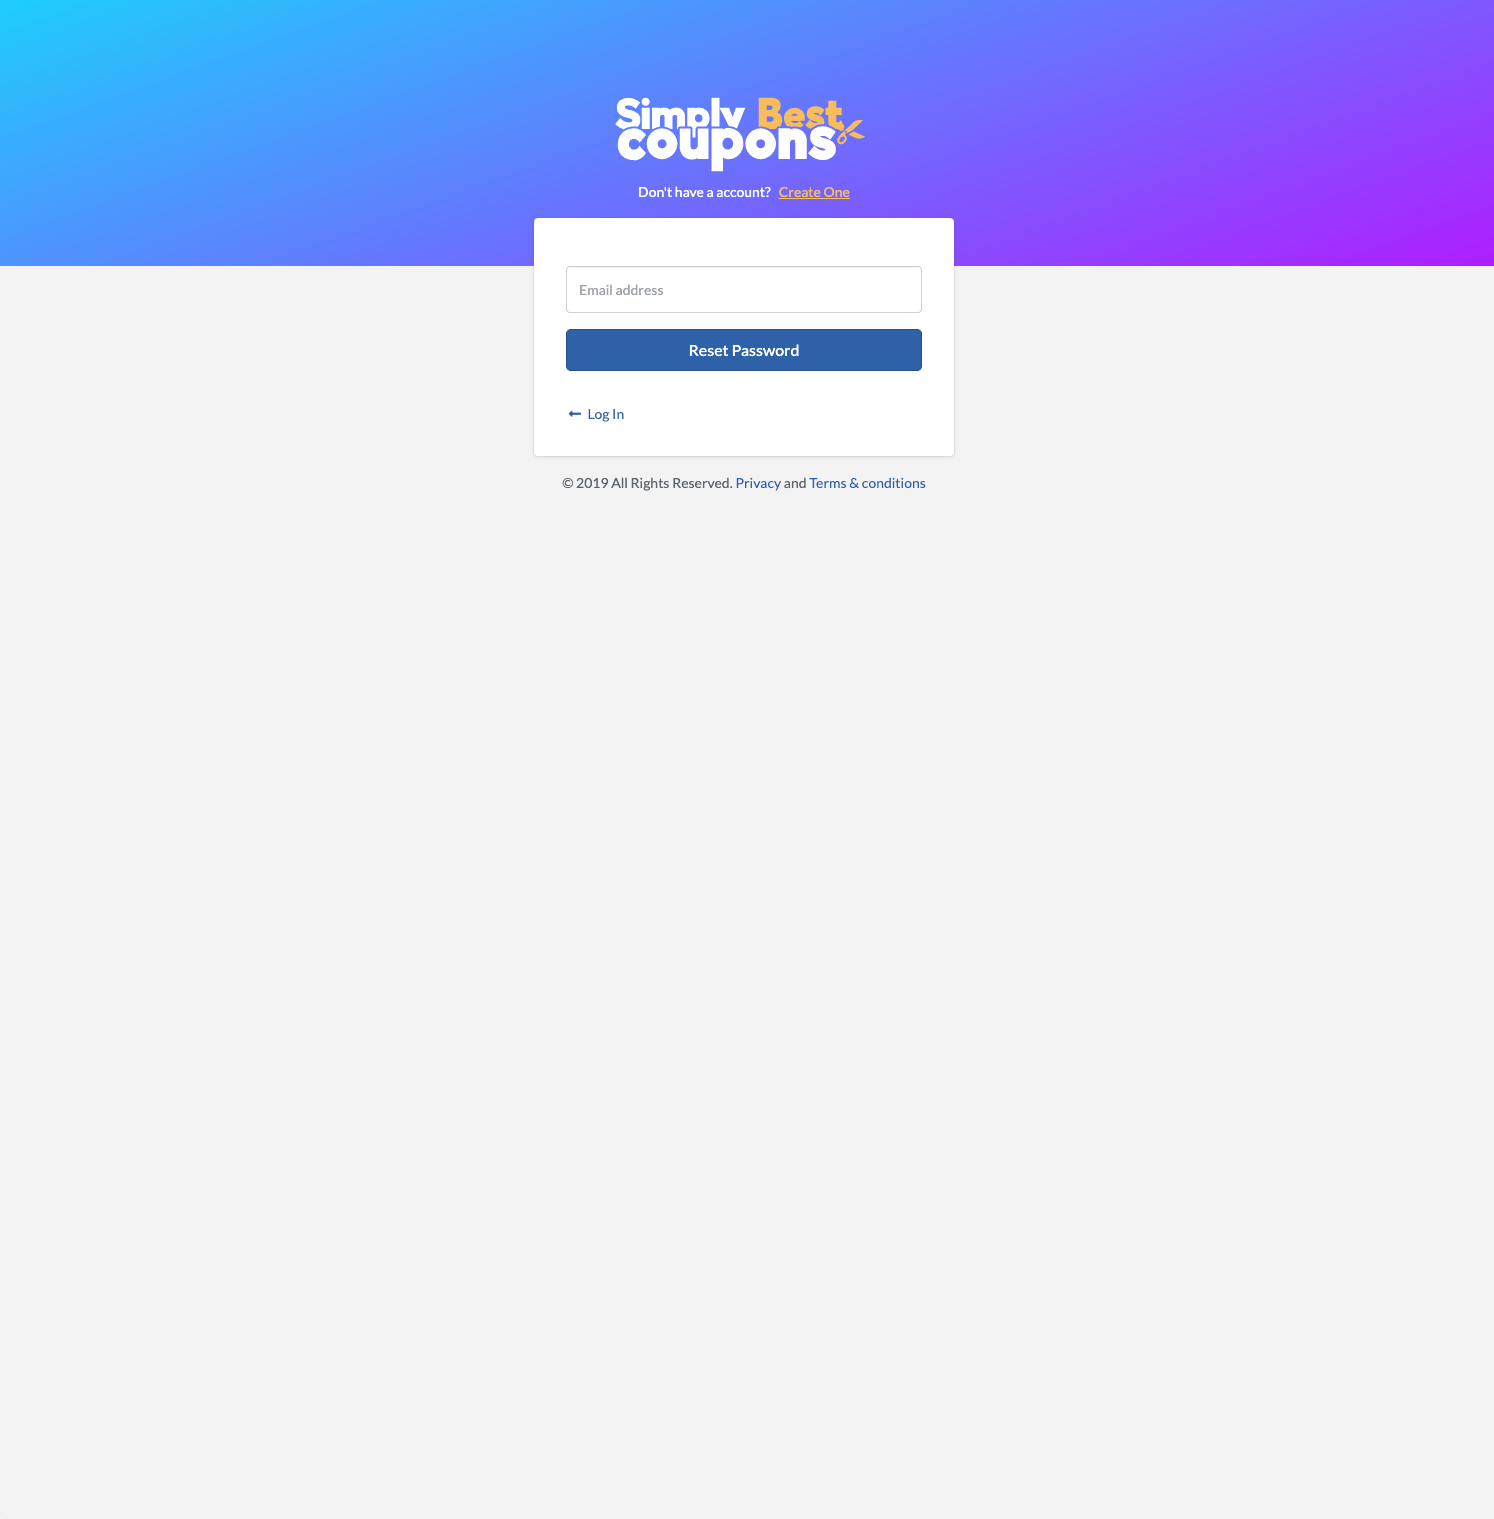 Simply Best
coupons
Don't have a account? Create One
Email address
Reset Password
Log In
© 2019 All Rights Reserved. Privacy and Terms & conditions